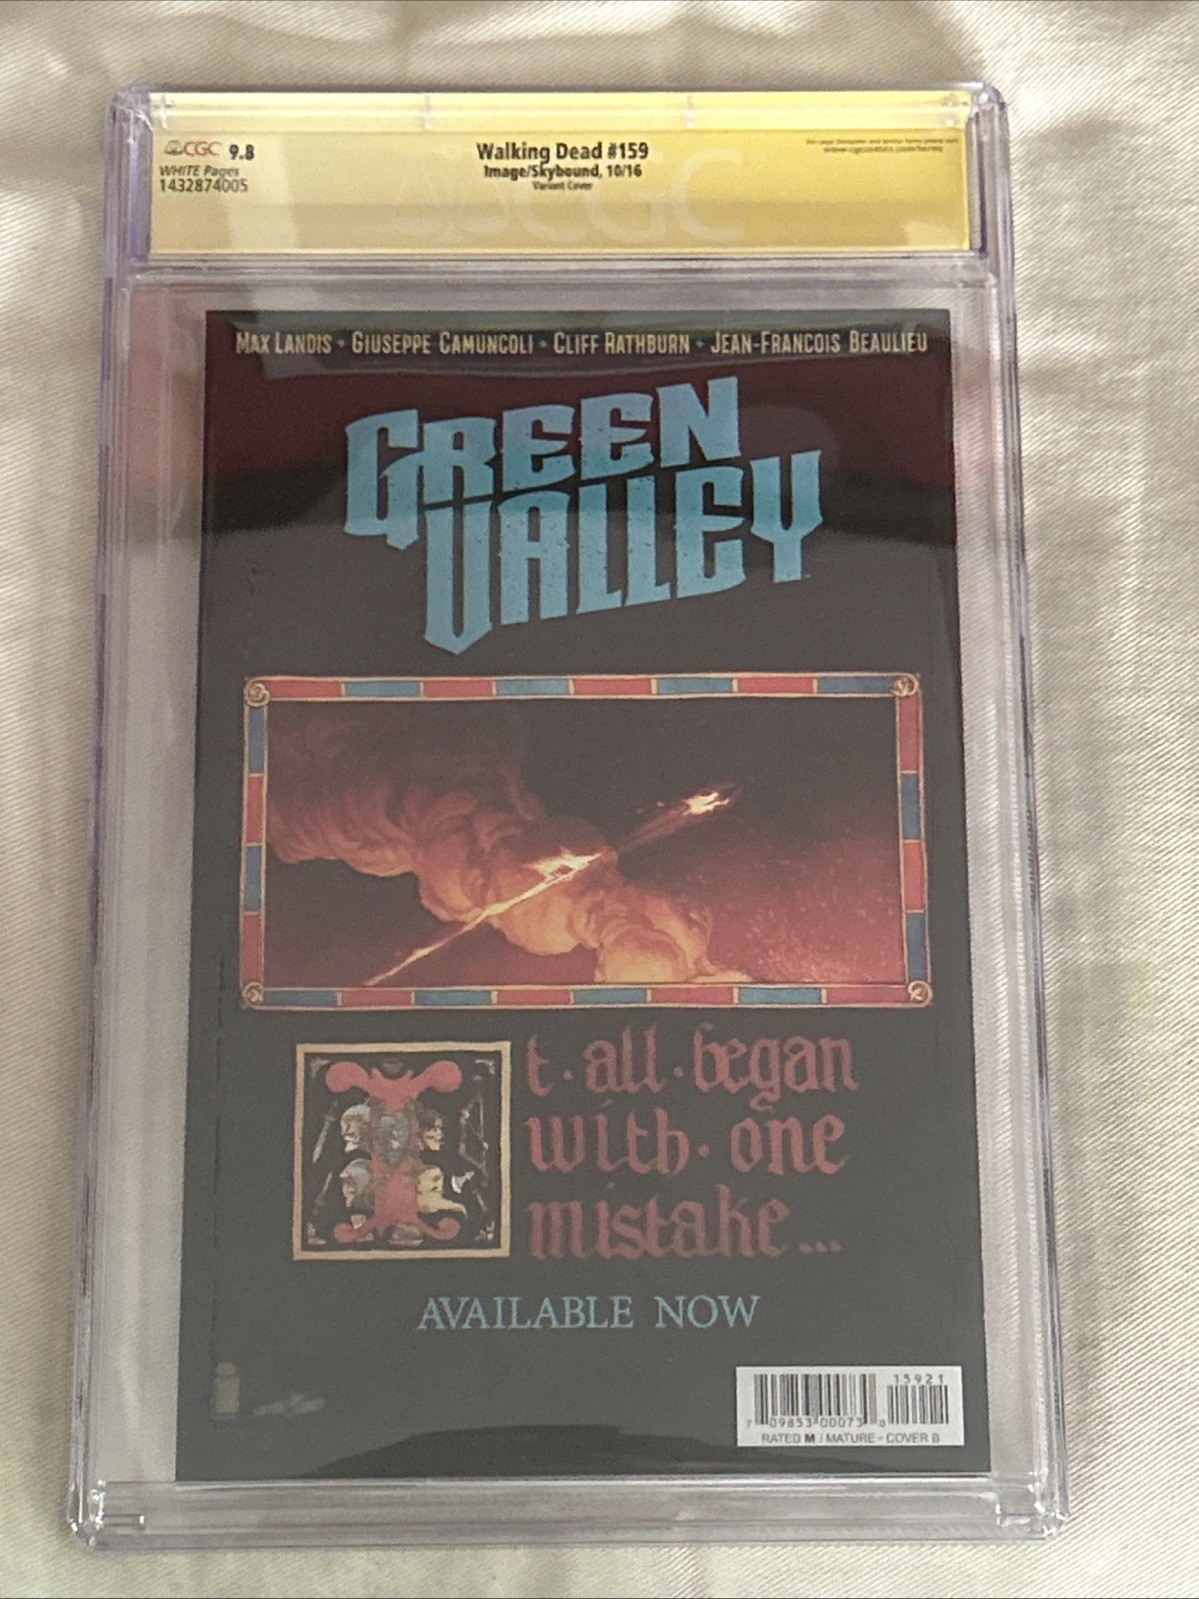 CGC 9.8
WHITE Pages
1432874005
Walking Dead #159
Image/Skybound, 10/16
Variant Cover
CGC
MAX LANDIS • GIUSEPPE CAMUNCOLI • CLIFF RATHBURN • JEAN-FRANCOIS BEAULIEU
GREEN
VALLEY
It·all·began
with·one
mistake...
AVAILABLE NOW
15921
7 09853 00073 8
RATED M / MATURE - COVER B